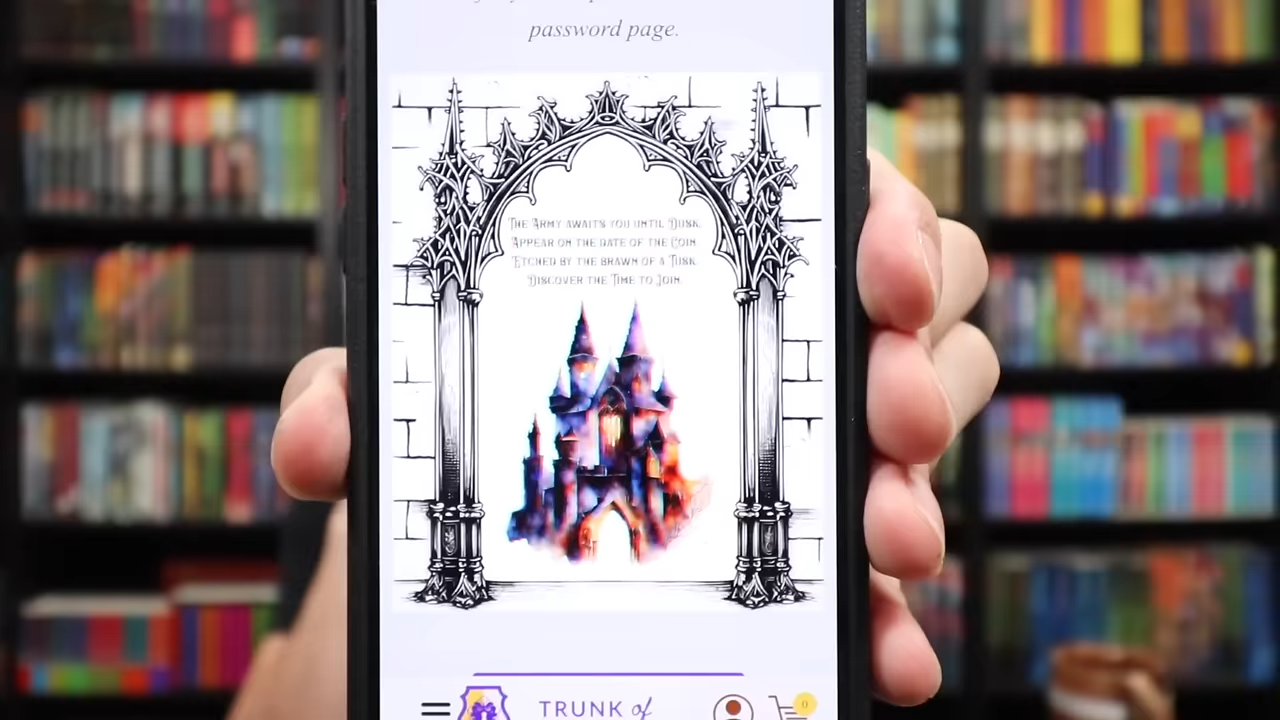 password page.
The Army awaits you until Dusk,
Appear on the date of the Coin.
Etched by the brawn of a Tusk.
Discover the Time to Join.
TRUNK of
0